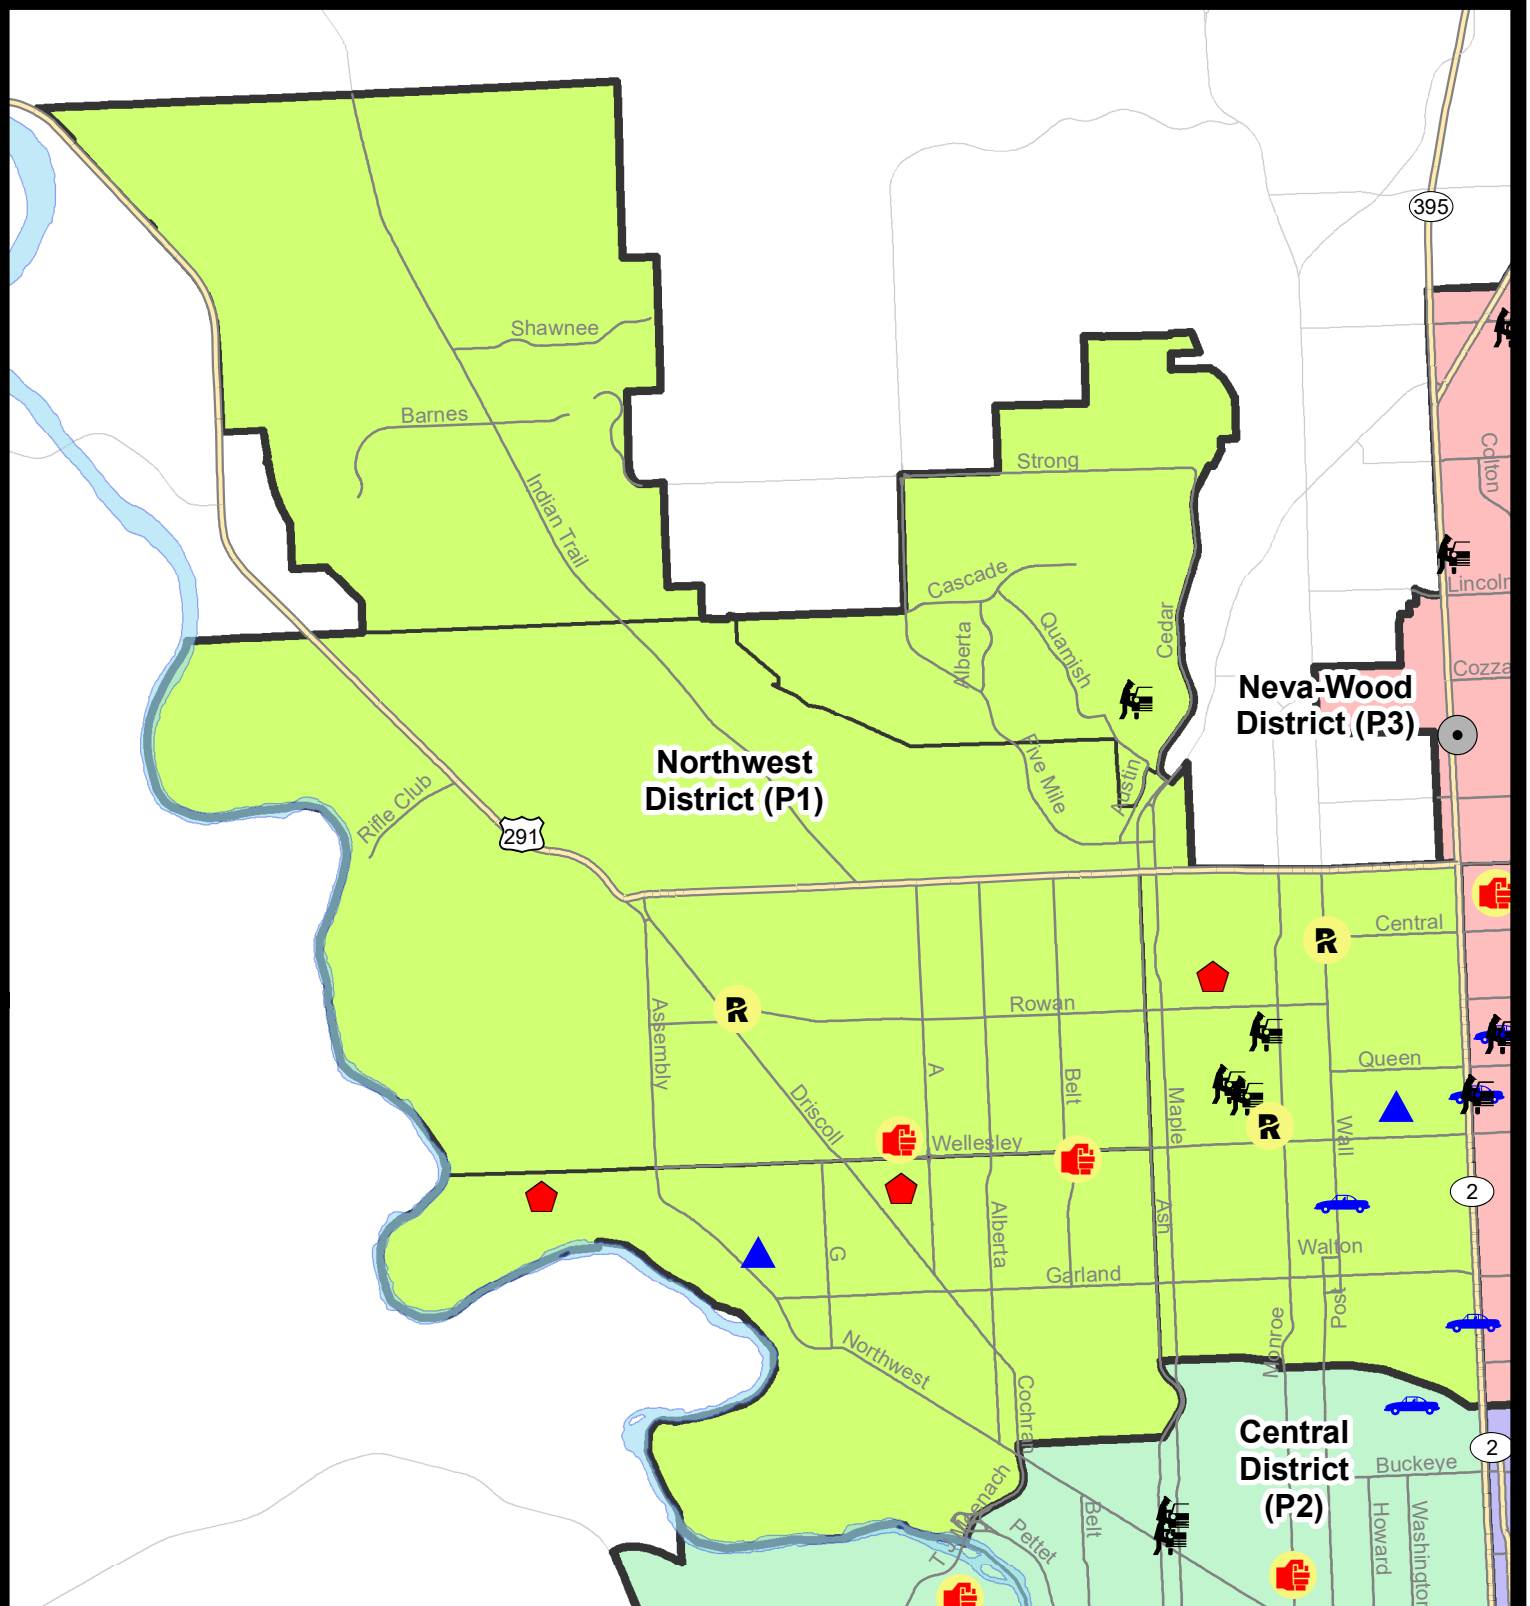 395
Shawnee
Barnes
Colton
Strong
Indian Trail
Cascade
Lincoln
Alberta
Quamish
Cedar
Cozza
Neva-Wood
District (P3)
Northwest
District (P1)
Five Mile
Austin
Rifle Club
291
Central
R
Assembly
R
Rowan
Queen
A
Belt
Driscoll
Maple
Wall
R
Wellesley
2
Ash
Alberta
G
Walton
Garland
Post
Monroe
Northwest
Cochran
Central
District
(P2)
2
Buckeye
Belt
Howard
Washington
Pettet
T J Meenach